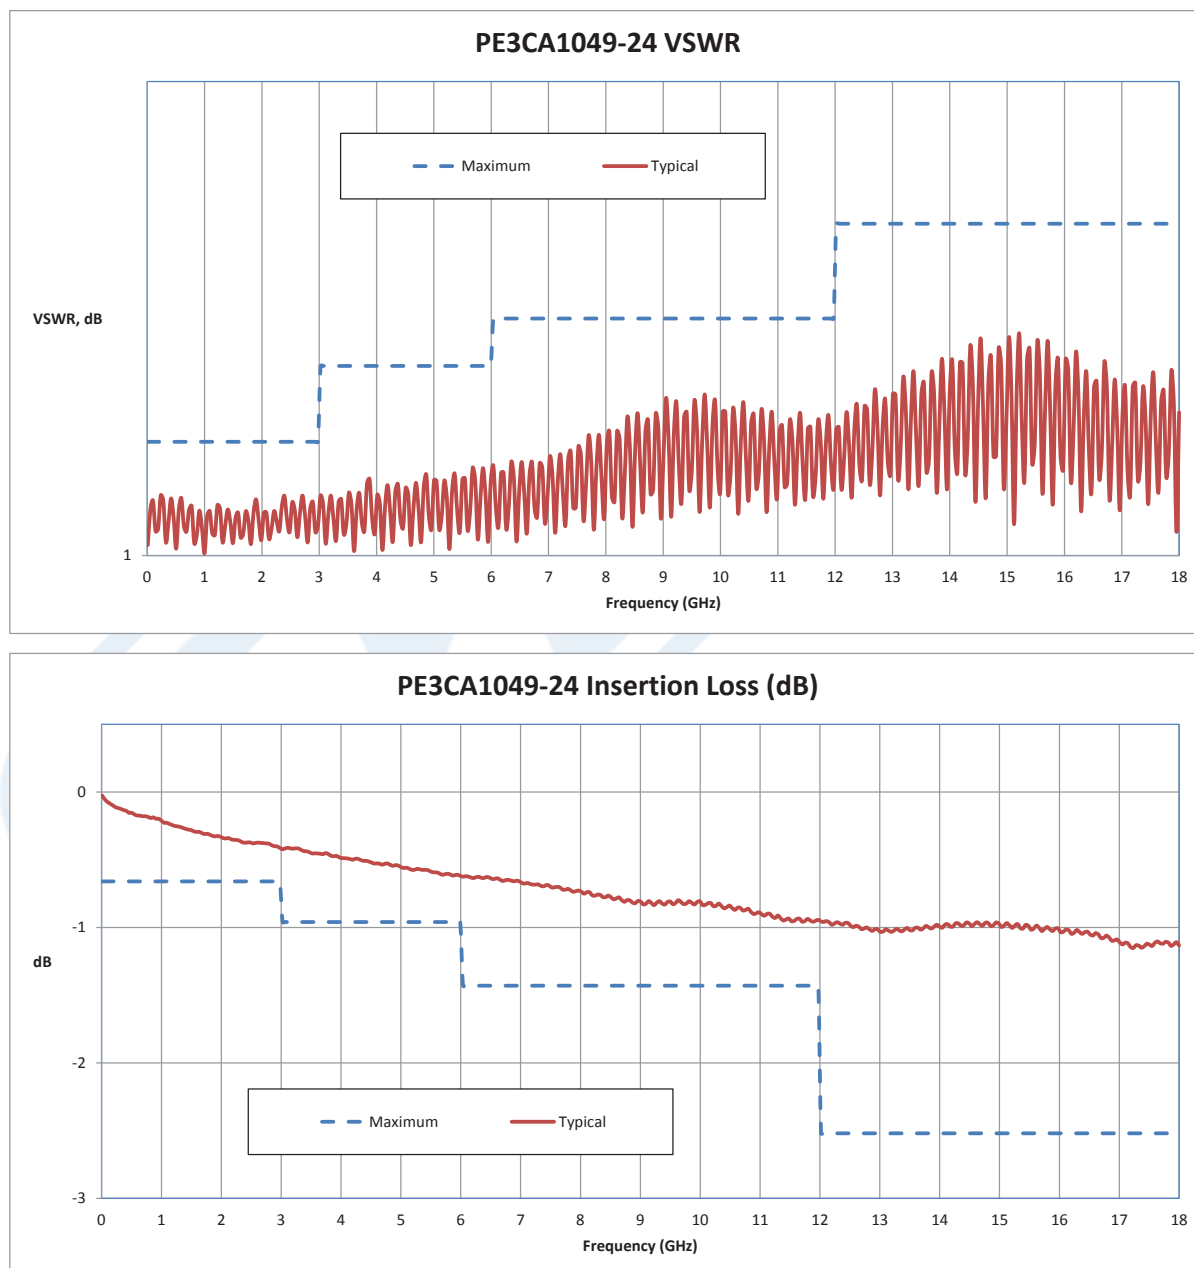 PE3CA1049-24 VSWR
Maximum Typical
VSWR, dB
1
0 1 2 3 4 5 6 7 8 9 10 11 12 13 14 15 16 17 18
Frequency (GHz)
PE3CA1049-24 Insertion Loss (dB)
0
-1
dB
-2
Maximum Typical
-3
0 1 2 3 4 5 6 7 8 9 10 11 12 13 14 15 16 17 18
Frequency (GHz)